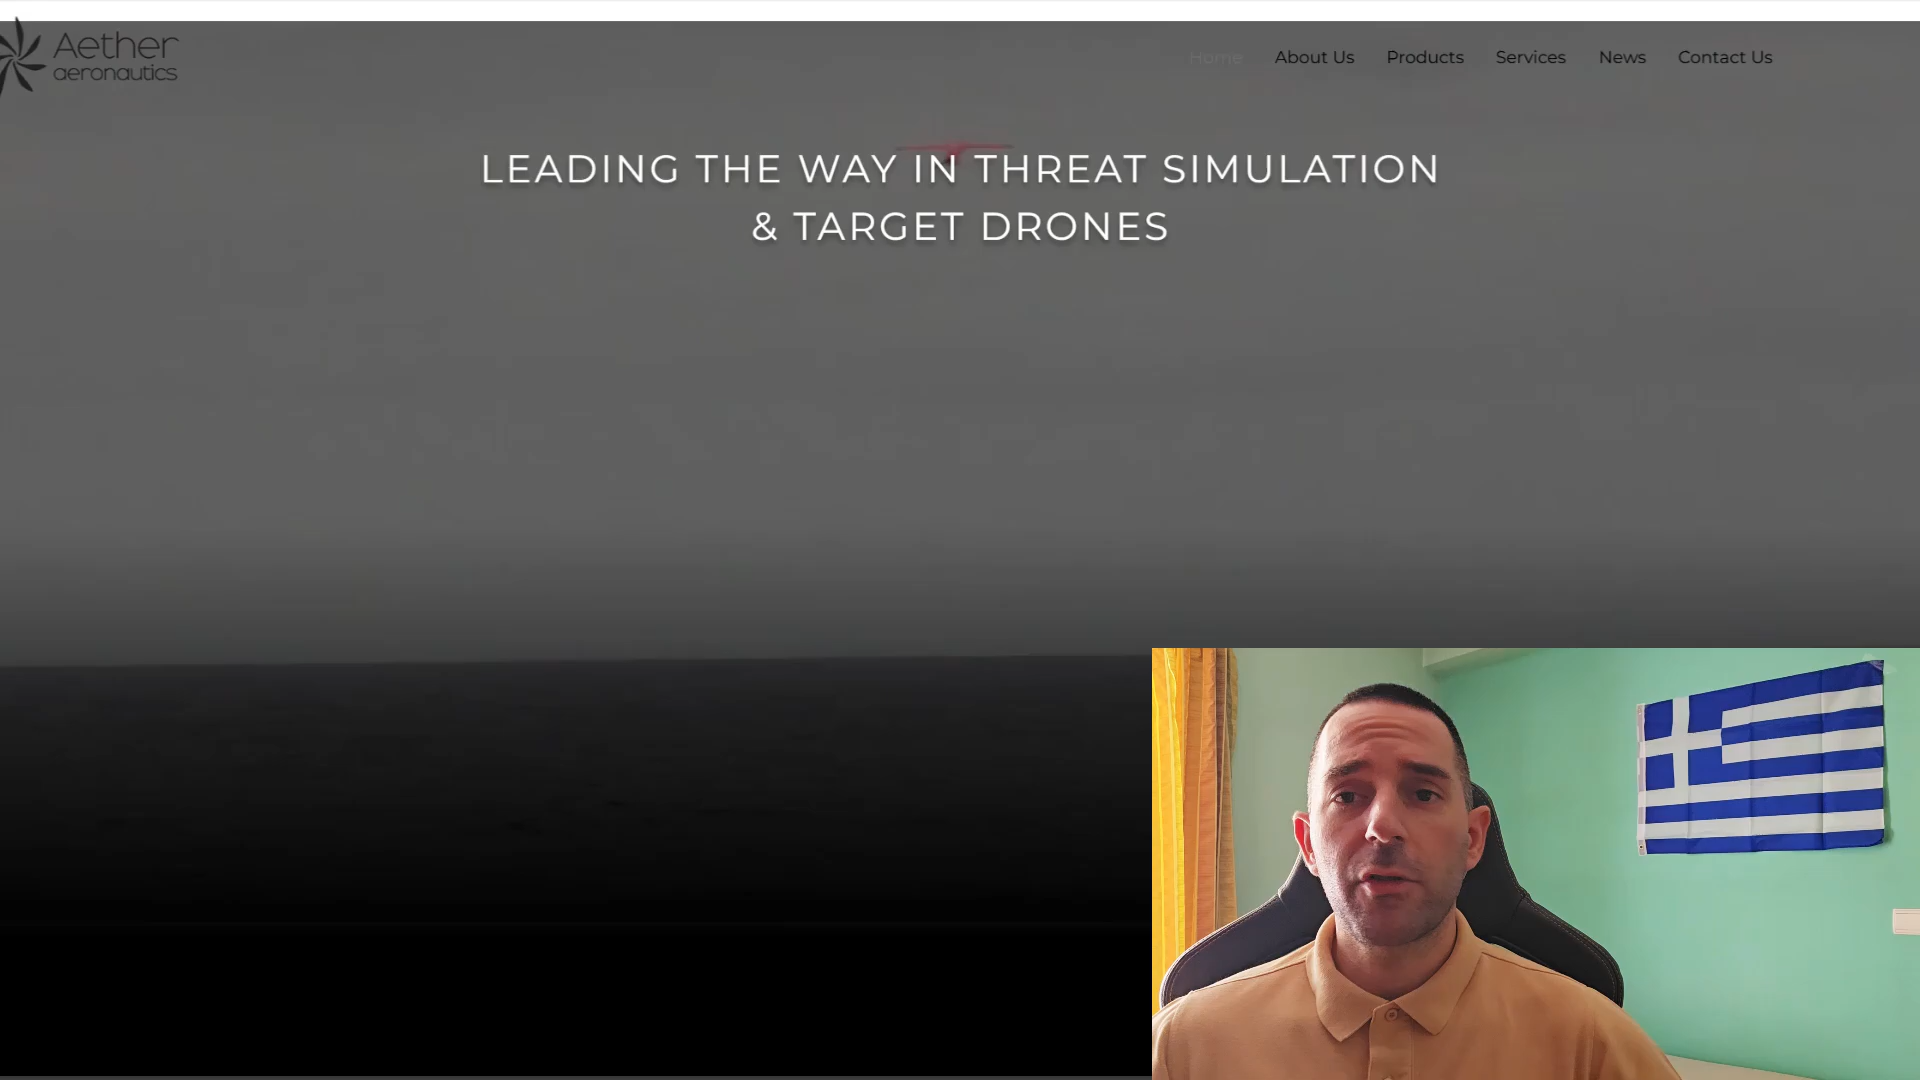 Aether
aeronautics
Home
About Us
Products
Services
News
Contact Us
LEADING THE WAY IN THREAT SIMULATION
& TARGET DRONES